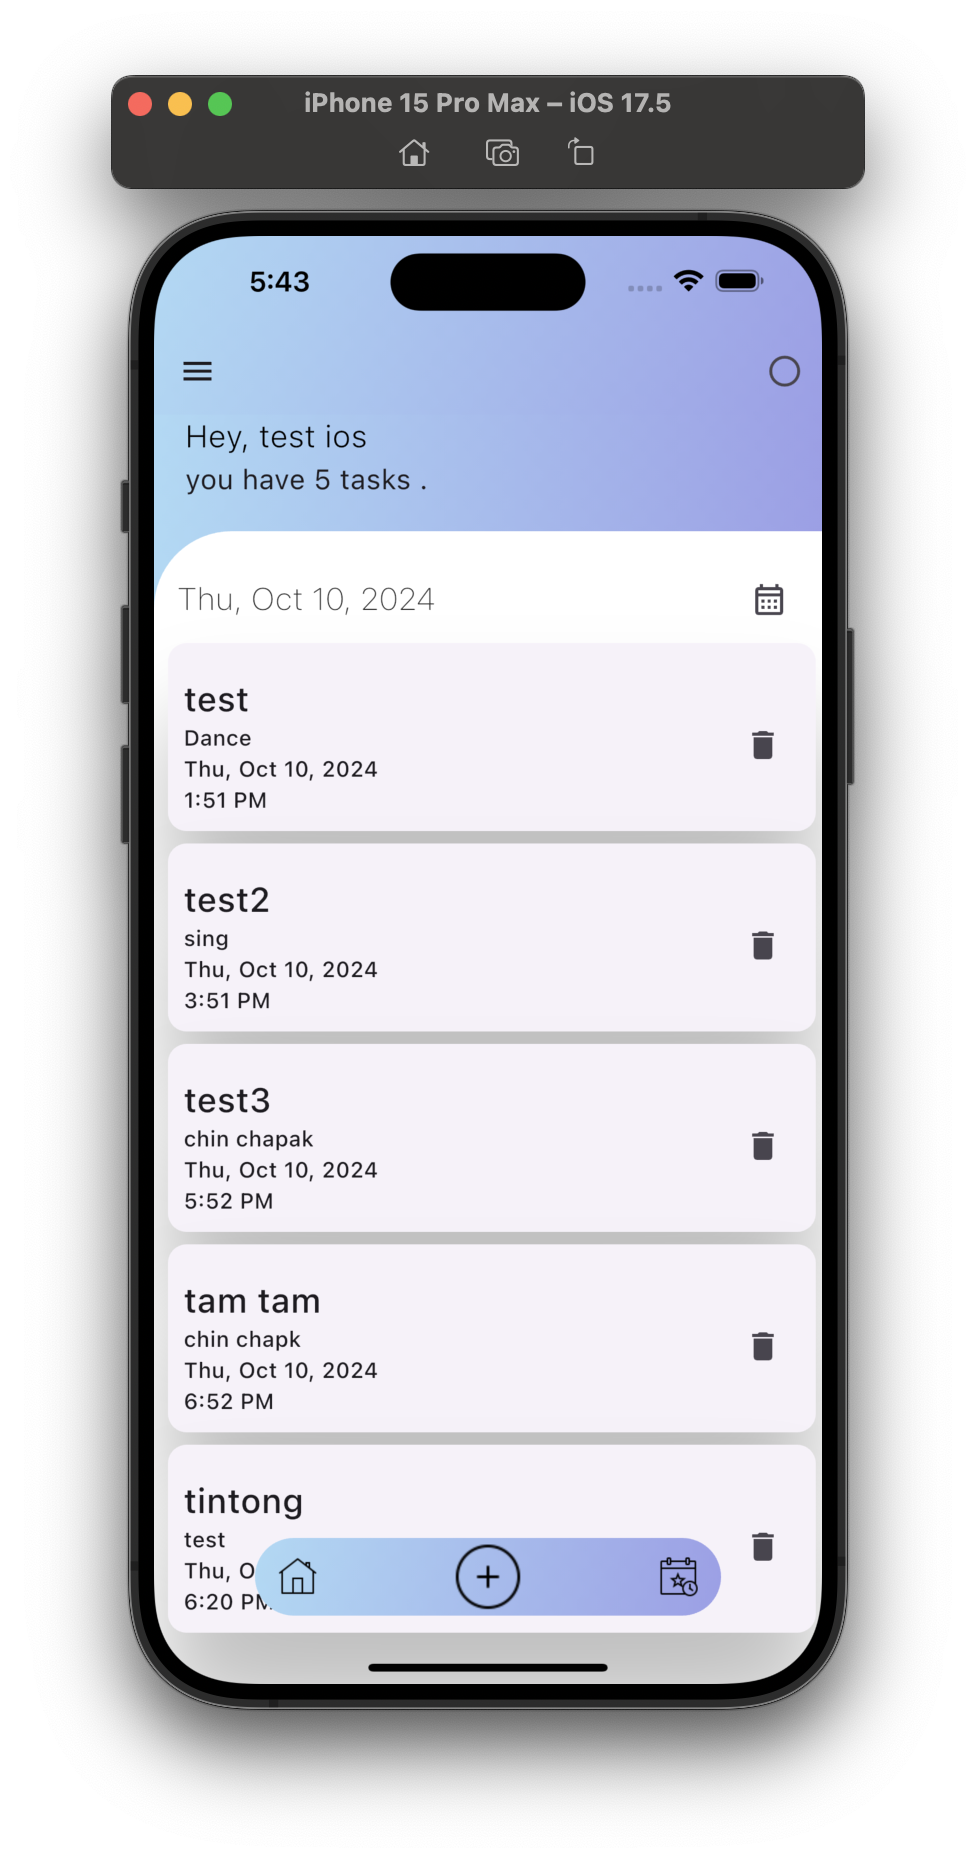 iPhone 15 Pro Max – iOS 17.5
5:43
Hey, test ios
you have 5 tasks .
Thu, Oct 10, 2024
test
Dance
Thu, Oct 10, 2024
1:51 PM
test2
sing
Thu, Oct 10, 2024
3:51 PM
test3
chin chapak
Thu, Oct 10, 2024
5:52 PM
tam tam
chin chapk
Thu, Oct 10, 2024
6:52 PM
tintong
test
Thu, O
6:20 PM